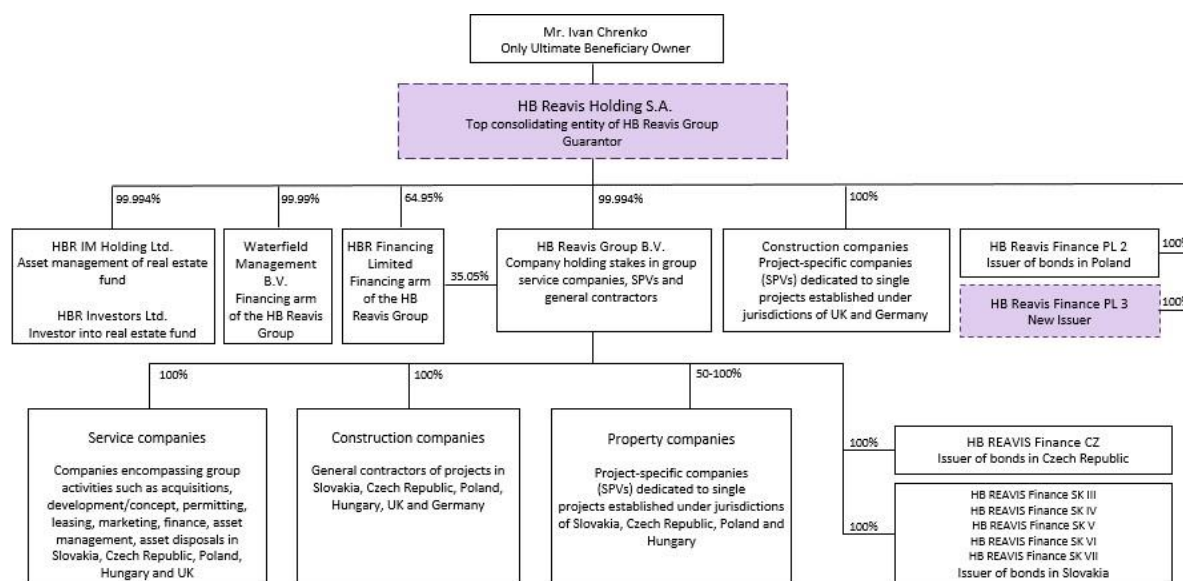 Mr. Ivan Chrenko
Only Ultimate Beneficiary Owner
HB Reavis Holding S.A.
Top consolidating entity of HB Reavis Group
Guarantor
99.994%
99.99%
64.95%
99.994%
100%
HBR IM Holding Ltd.
Asset management of real estate
fund
HBR Investors Ltd.
Investor into real estate fund
Waterfield
Management
B.V.
Financing arm
of the HB Reavis
Group
HBR Financing
Limited
Financing arm
of the HB
Reavis Group
35.05%
HB Reavis Group B.V.
Company holding stakes in group
service companies, SPVs and
general contractors
Construction companies
Project-specific companies
(SPVs) dedicated to single
projects established under
jurisdictions of UK and Germany
HB Reavis Finance PL 2
Issuer of bonds in Poland
100%
HB Reavis Finance PL 3
New Issuer
100%
100%
100%
50-100%
Service companies
Companies encompassing group
activities such as acquisitions,
development/concept, permitting,
leasing, marketing, finance, asset
management, asset disposals in
Slovakia, Czech Republic, Poland,
Hungary and UK
Construction companies
General contractors of projects in
Slovakia, Czech Republic, Poland,
Hungary, UK and Germany
Property companies
Project-specific companies
(SPVs) dedicated to single
projects established under jurisdictions
of Slovakia, Czech Republic, Poland and
Hungary
100%
HB REAVIS Finance CZ
Issuer of bonds in Czech Republic
100%
HB REAVIS Finance SK III
HB REAVIS Finance SK IV
HB REAVIS Finance SK V
HB REAVIS Finance SK VI
HB REAVIS Finance SK VII
Issuer of bonds in Slovakia